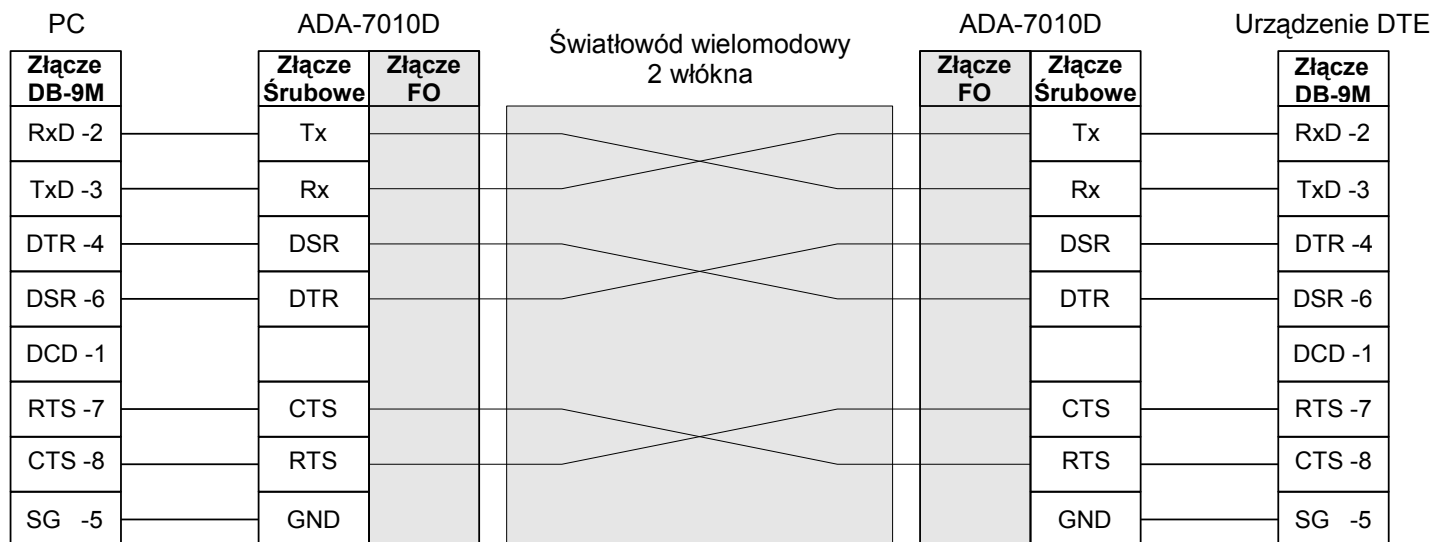 PC ADA-7010D Światłowód wielomodowy ADA-7010D Urządzenie DTE
2 włókna
Złącze DB-9M Złącze Śrubowe Złącze FO Złącze FO Złącze Śrubowe Złącze DB-9M
RxD -2 Tx Tx RxD -2
TxD -3 Rx Rx TxD -3
DTR -4 DSR DSR DTR -4
DSR -6 DTR DTR DSR -6
DCD -1 DCD -1
RTS -7 CTS CTS RTS -7
CTS -8 RTS RTS CTS -8
SG -5 GND GND SG -5